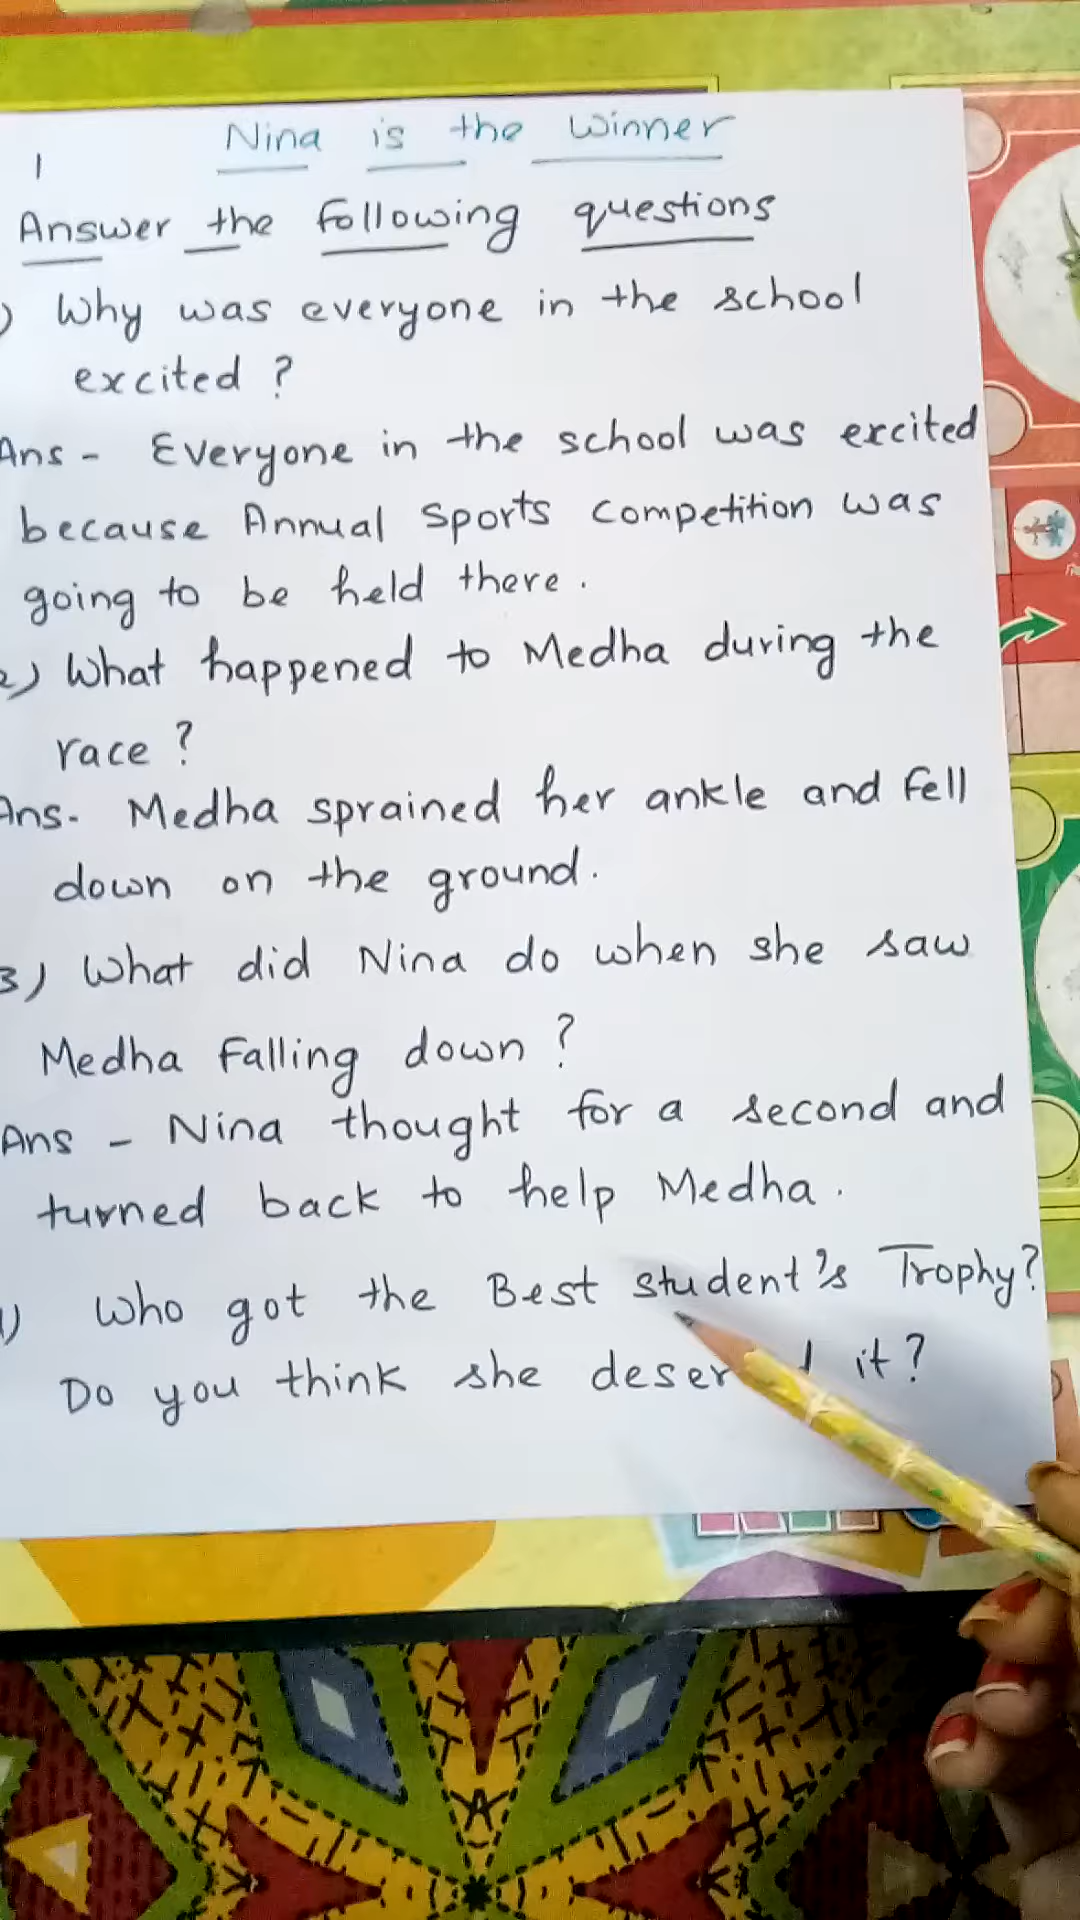 Nina is the Winner
1
Answer the following questions
) Why was everyone in the school
excited ?
Ans - Everyone in the school was excited
because Annual Sports competition was
going to be held there .
2) What happened to Medha during the
race ?
Ans- Medha sprained her ankle and fell
down on the ground.
3) What did Nina do when she saw
Medha Falling down ?
Ans - Nina thought for a second and
turned back to help Medha .
) Who got the Best student's Trophy?
Do you think she it?